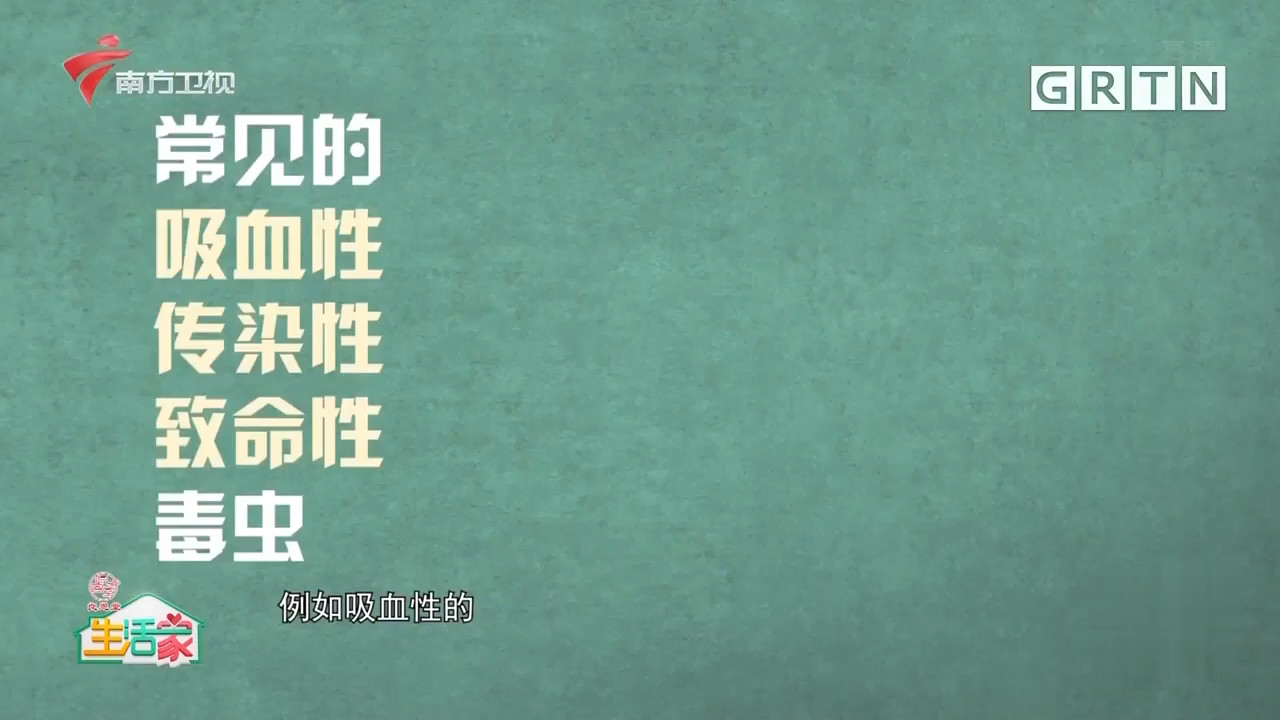 南方卫视
GRTN
常见的
吸血性
传染性
致命性
毒虫
例如吸血性的
生活家